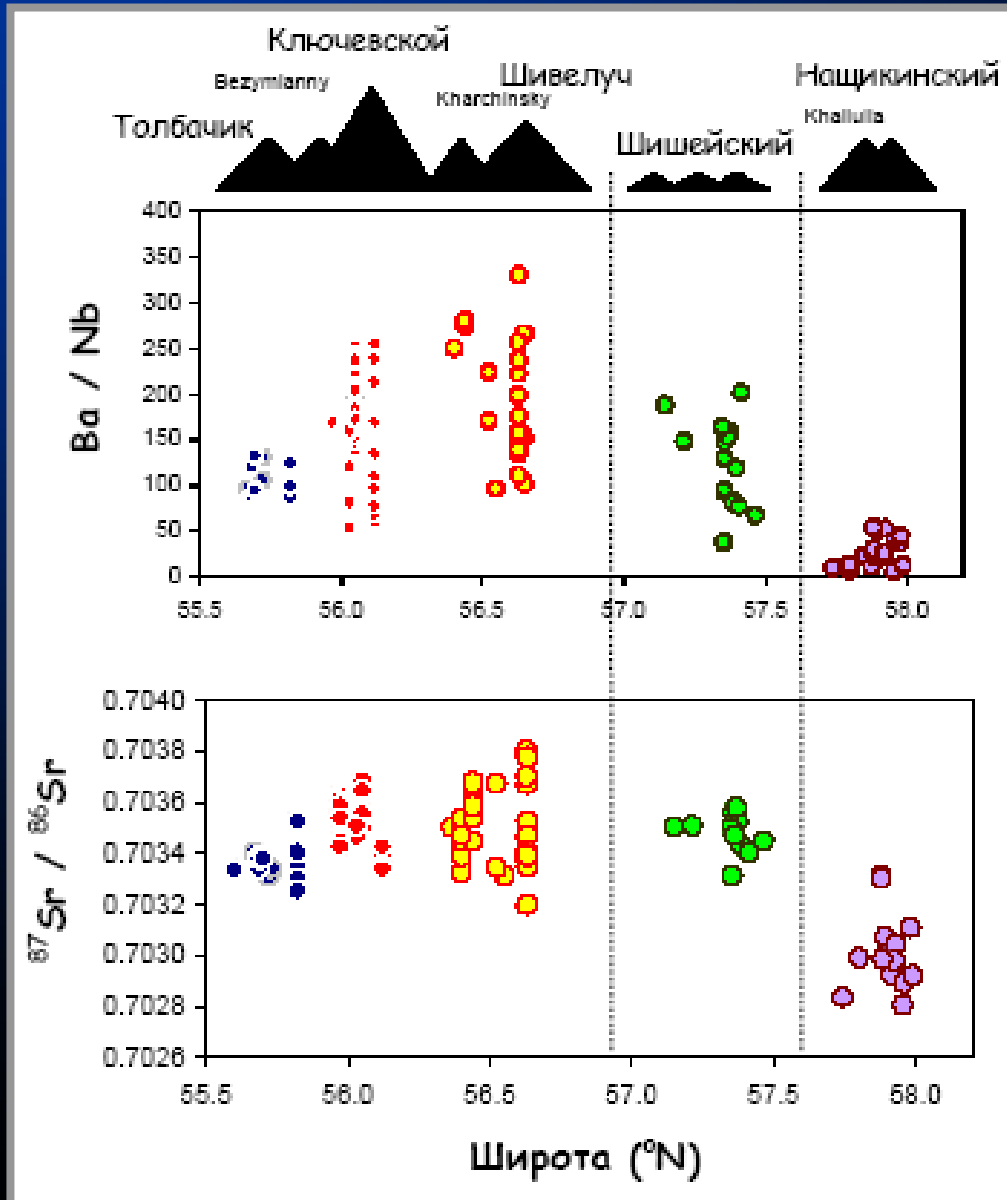 Ключевской
Bezymianny
Шивелуч
Нащикинский
Kharchinsky
Khailulia
Толбачик
Шишейский
400
350
300
250
200
150
100
50
0
Ba / Nb
55.5 56.0 56.5 57.0 57.5 58.0
0.7040
0.7038
0.7036
0.7034
0.7032
0.7030
0.7028
0.7026
⁸⁷Sr / ⁸⁶Sr
55.5 56.0 56.5 57.0 57.5 58.0
Широта (°N)